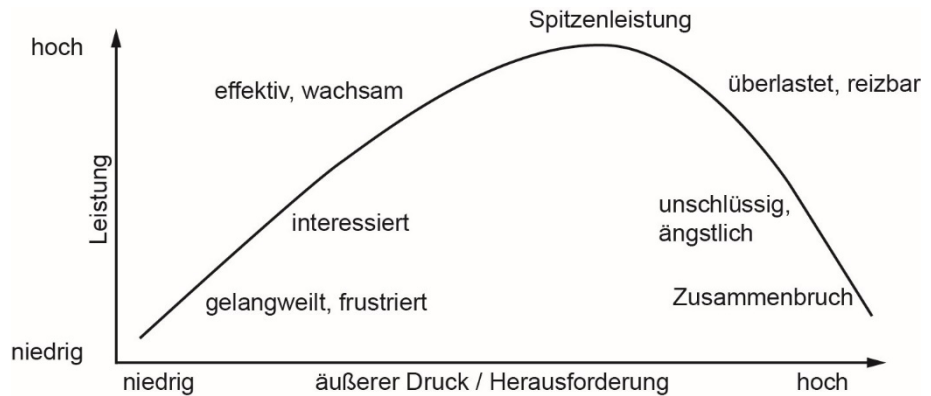 Spitzenleistung
hoch
effektiv, wachsam
überlastet, reizbar
Leistung
interessiert
unschlüssig,
ängstlich
gelangweilt, frustriert
Zusammenbruch
niedrig
niedrig
äußerer Druck / Herausforderung
hoch